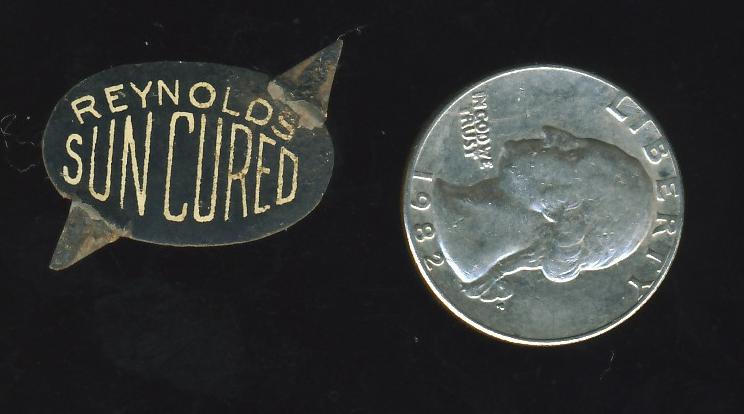 REYNOLDS
SUN CURED
LIBERTY
IN GOD WE
TRUST
1982